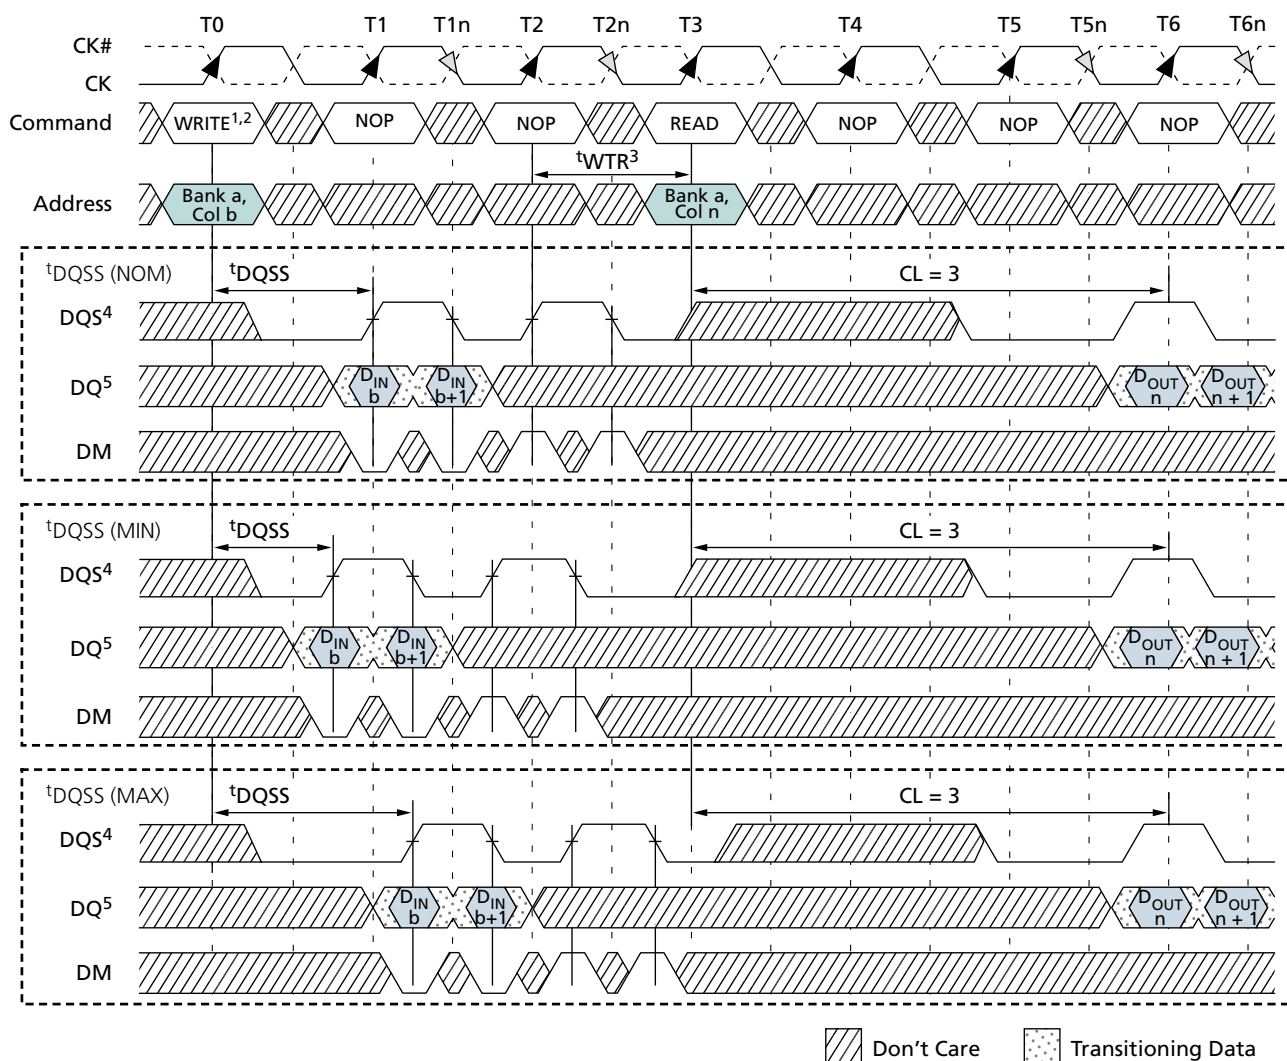 T0 T1 T1n T2 T2n T3 T4 T5 T5n T6 T6n
CK#
CK
Command WRITE1,2 NOP NOP READ NOP NOP NOP
tWTR3
Address Bank a, Col b Bank a, Col n
tDQSS (NOM) tDQSS CL = 3
DQS4
DQ5 DIN b DIN b+1 DOUT n DOUT n + 1
DM
tDQSS (MIN) tDQSS CL = 3
DQS4
DQ5 DIN b DIN b+1 DOUT n DOUT n + 1
DM
tDQSS (MAX) tDQSS CL = 3
DQS4
DQ5 DIN b DIN b+1 DOUT n DOUT n + 1
DM
Don't Care Transitioning Data